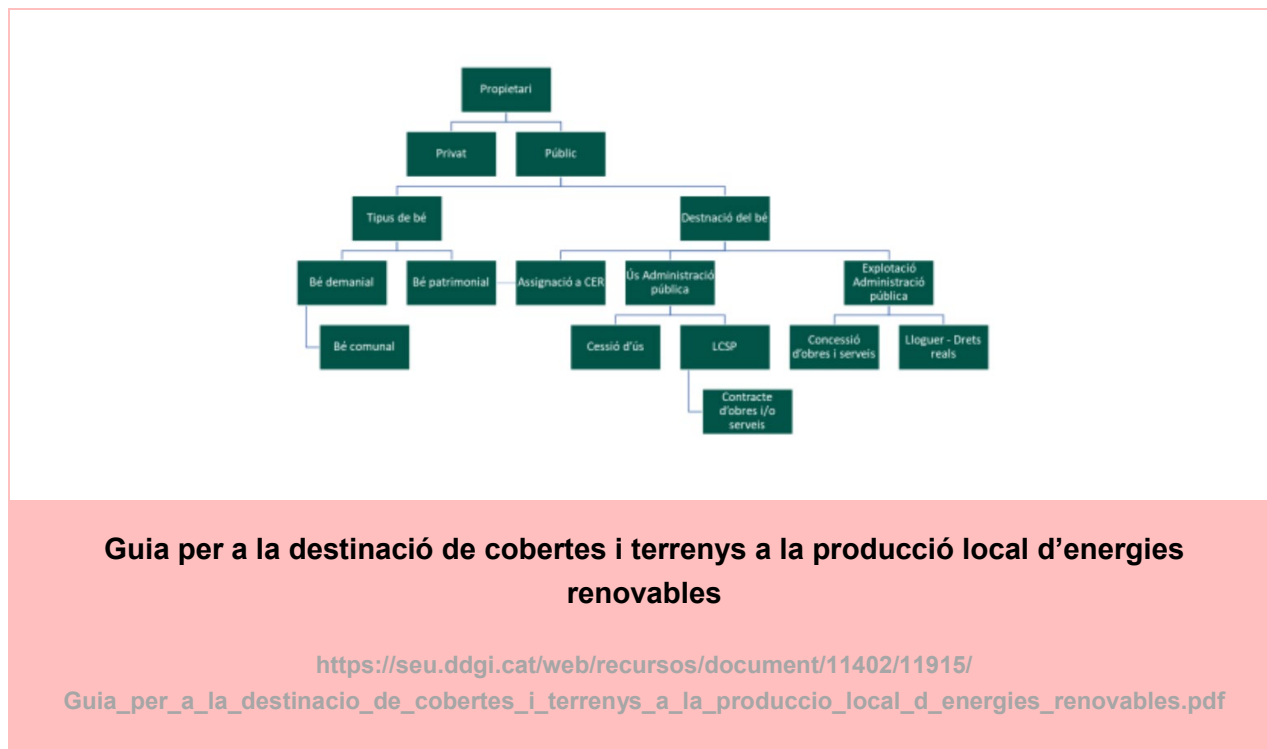 Propietari
Privat
Públic
Tipus de bé
Destnació del bé
Bé demanial
Bé patrimonial
Assignació a CER
Ús Administració
pública
Explotació
Administració
pública
Bé comunal
Cessió d'ús
LCSP
Concessió
d'obres i serveis
Lloguer - Drets
reals
Contracte
d'obres i/o
serveis
Guia per a la destinació de cobertes i terrenys a la producció local d'energies
renovables
https://seu.ddgi.cat/web/recursos/document/11402/11915/
Guia_per_a_la_destinacio_de_cobertes_i_terrenys_a_la_produccio_local_d_energies_renovables.pdf